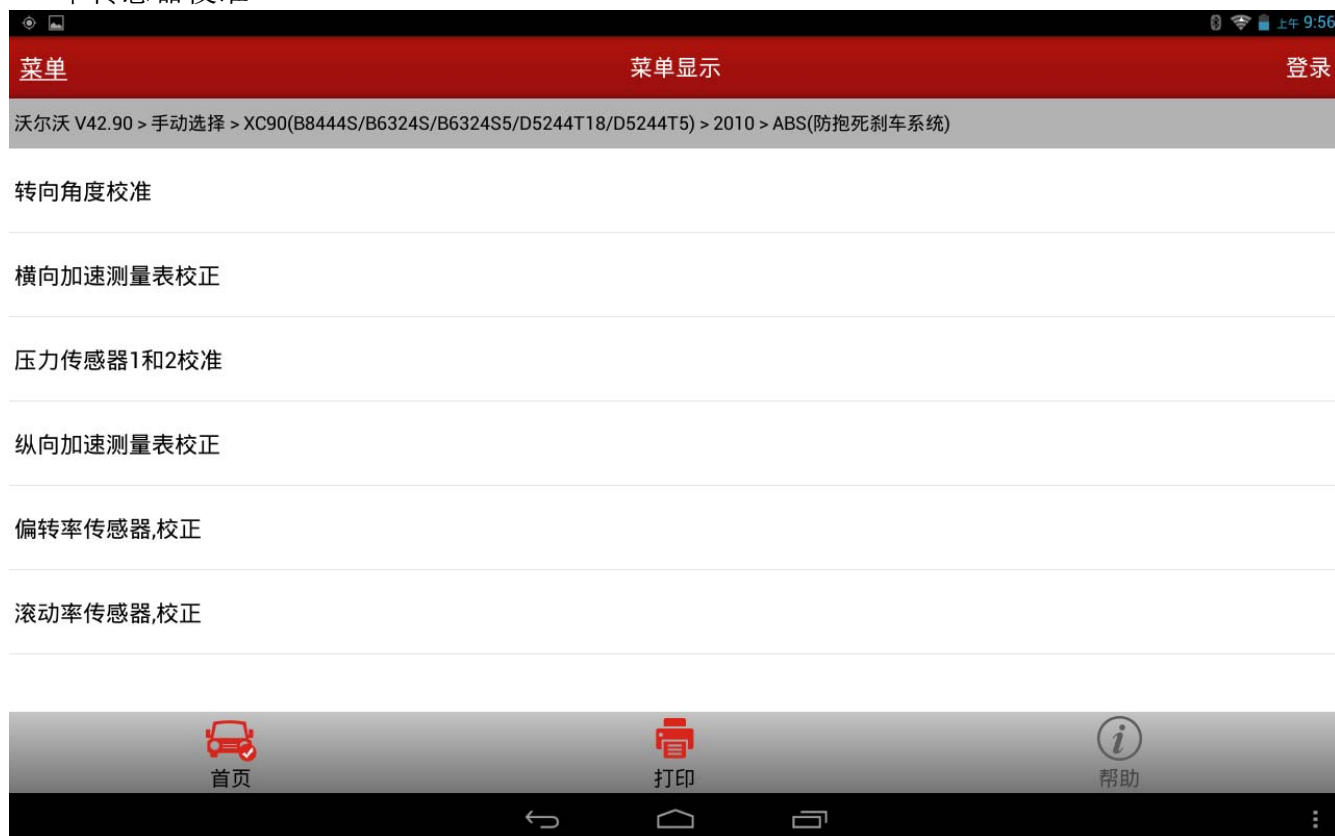 上午 9:56
菜单 菜单显示 登录
沃尔沃 V42.90 > 手动选择 > XC90(B8444S/B6324S/B6324S5/D5244T18/D5244T5) > 2010 > ABS(防抱死刹车系统)
转向角度校准
横向加速测量表校正
压力传感器1和2校准
纵向加速测量表校正
偏转率传感器,校正
滚动率传感器,校正
首页 打印 帮助